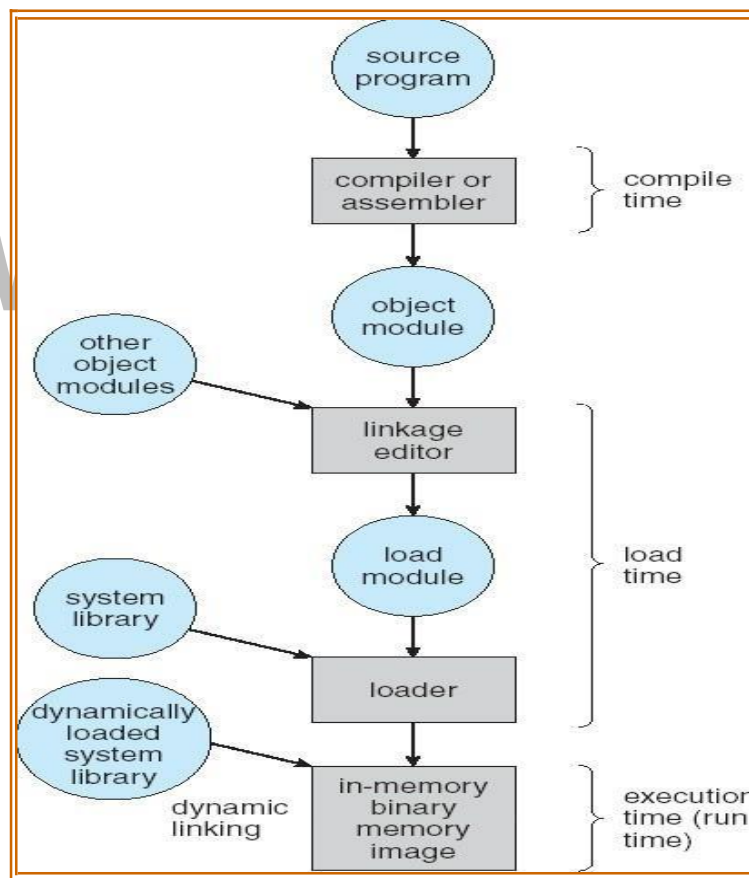 source
program
compiler or
assembler
compile
time
object
module
other
object
modules
linkage
editor
load
module
load
time
system
library
loader
dynamically
loaded
system
library
dynamic
linking
in-memory
binary
memory
image
execution
time (run
time)